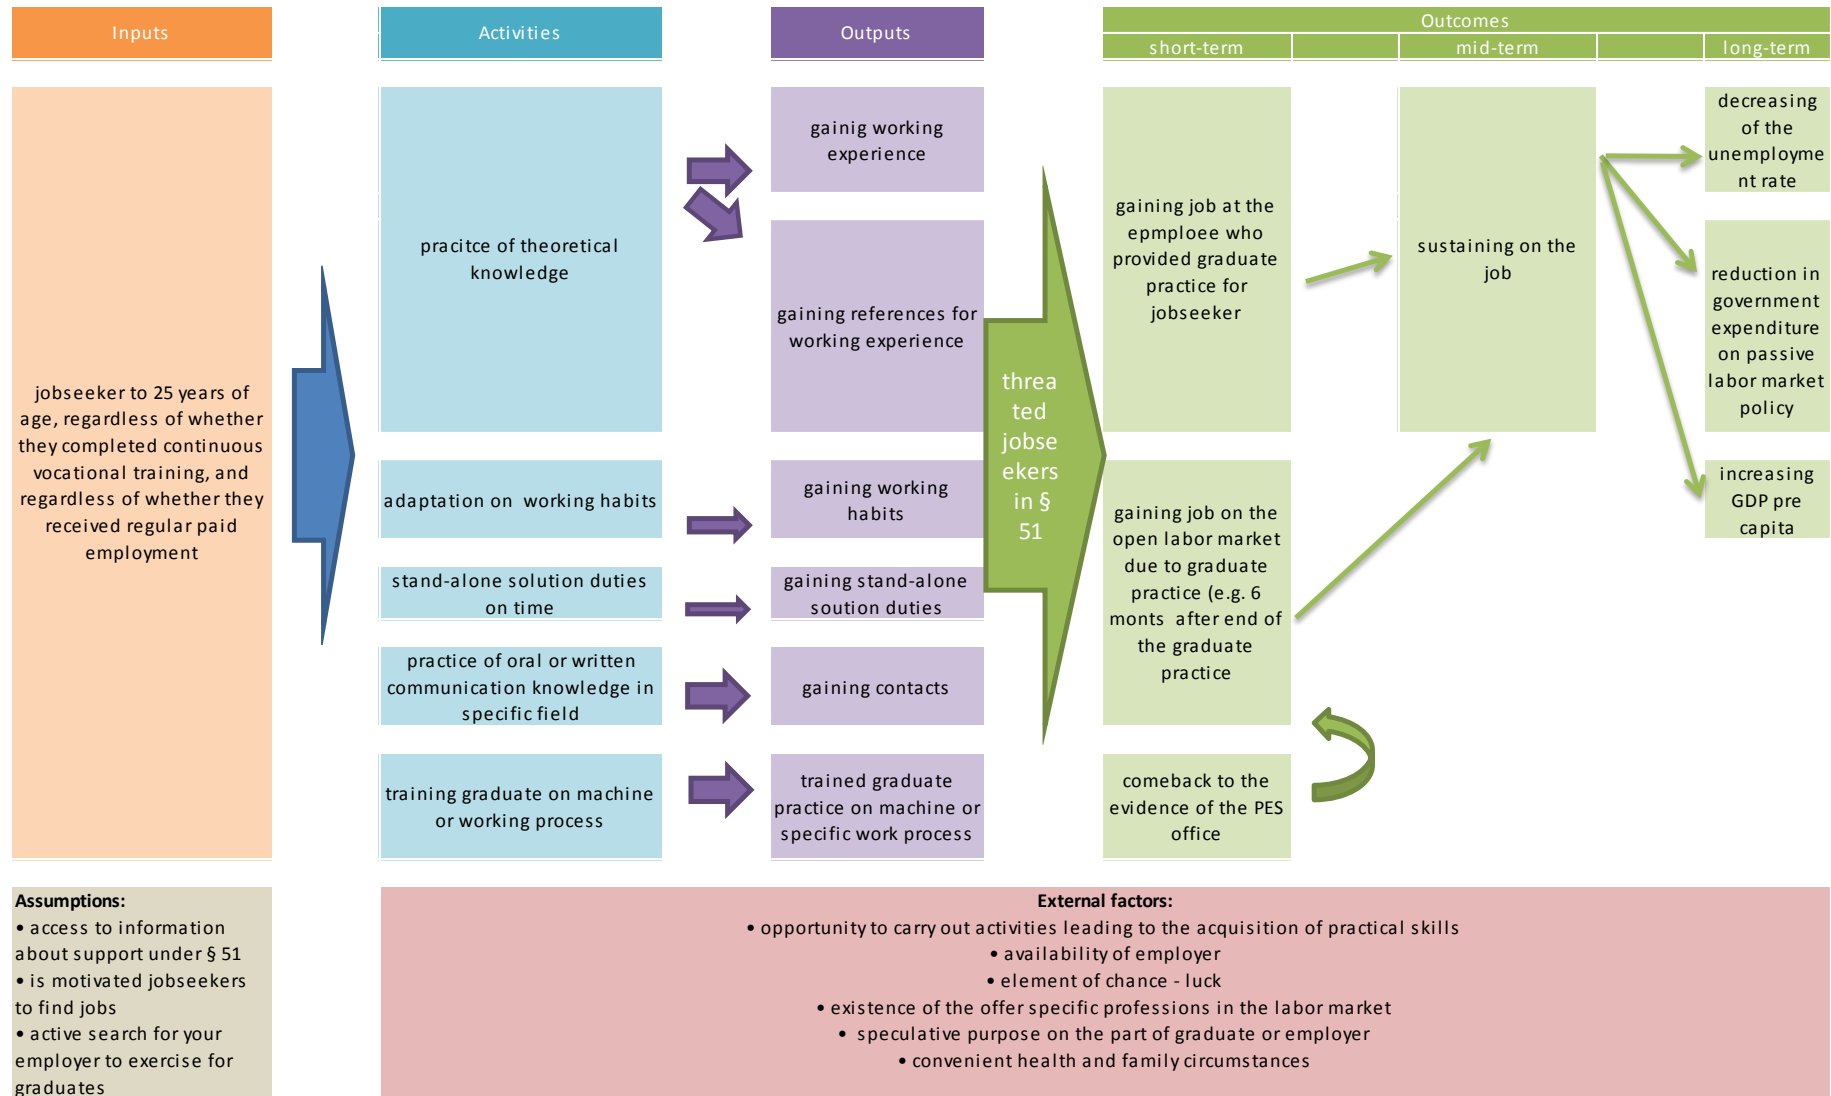 Inputs
Activities
Outputs
Outcomes
short-term
mid-term
long-term
jobseeker to 25 years of
age, regardless of whether
they completed continuous
vocational training, and
regardless of whether they
received regular paid
employment
pracitce of theoretical
knowledge
adaptation on working habits
stand-alone solution duties
on time
practice of oral or written
communication knowledge in
specific field
training graduate on machine
or working process
gainig working
experience
gaining references for
working experience
gaining working
habits
gaining stand-alone
soution duties
gaining contacts
trained graduate
practice on machine or
specific work process
threa
ted
jobse
ekers
in §
51
gaining job at the
epmploee who
provided graduate
practice for
jobseeker
gaining job on the
open labor market
due to graduate
practice (e.g. 6
monts after end of
the graduate
practice
comeback to the
evidence of the PES
office
sustaining on the
job
decreasing
of the
unemployme
nt rate
reduction in
government
expenditure
on passive
labor market
policy
increasing
GDP pre
capita
Assumptions:
• access to information
about support under § 51
• is motivated jobseekers
to find jobs
• active search for your
employer to exercise for
graduates
External factors:
• opportunity to carry out activities leading to the acquisition of practical skills
• availability of employer
• element of chance - luck
• existence of the offer specific professions in the labor market
• speculative purpose on the part of graduate or employer
• convenient health and family circumstances